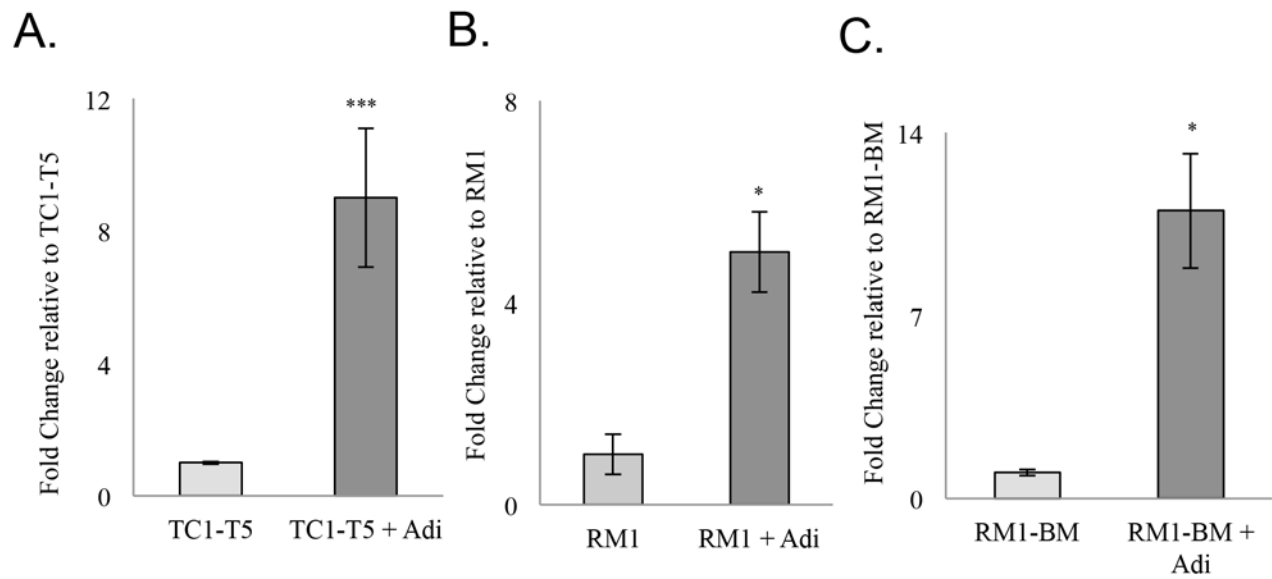 A.
Fold Change relative to TC1-T5
12
8
4
0
***
TC1-T5
TC1-T5 + Adi
B.
Fold Change relative to RM1
8
4
0
*
RM1
RM1 + Adi
C.
Fold Change relative to RM1-BM
14
7
0
*
RM1-BM
RM1-BM +
Adi